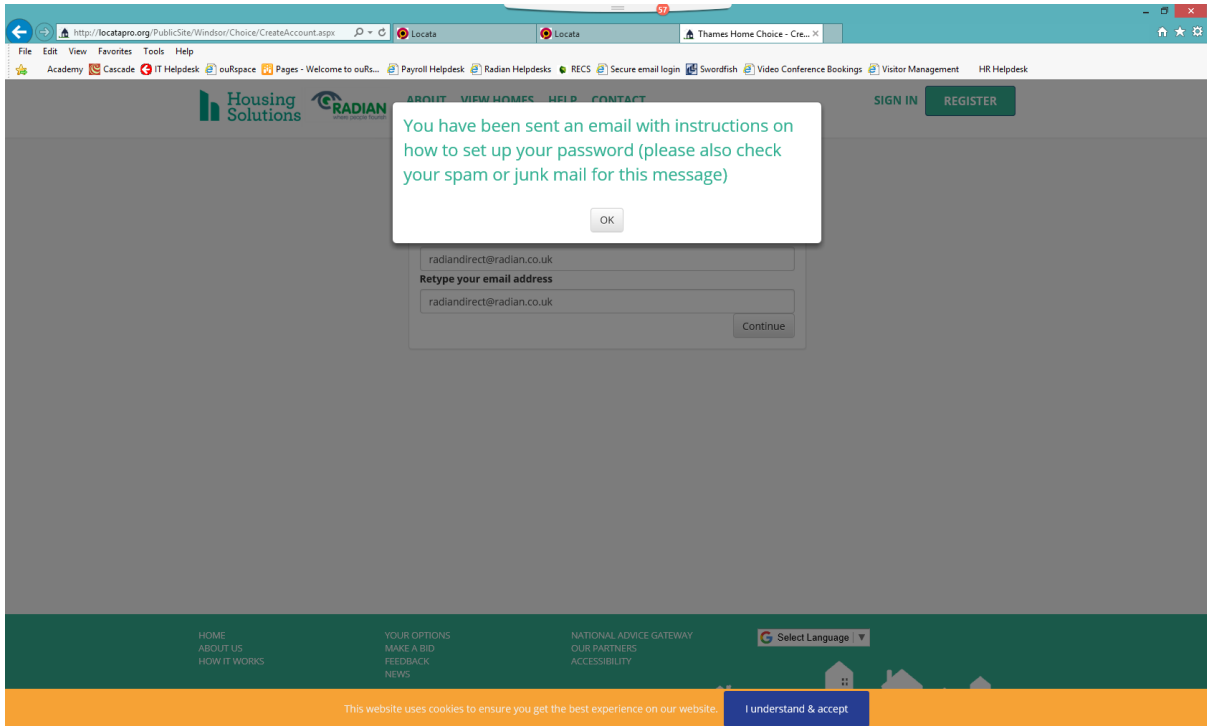 57
http://locatapro.org/PublicSite/Windsor/Choice/CreateAccount.aspx
Locata
Locata
Thames Home Choice - Cre...
File Edit View Favorites Tools Help
Academy Cascade IT Helpdesk ouRspace Pages - Welcome to ouRs... Payroll Helpdesk Radian Helpdesks RECS Secure email login Swordfish Video Conference Bookings Visitor Management HR Helpdesk
Housing Solutions
RADIAN
where people flourish
ABOUT VIEW HOMES HELP CONTACT
SIGN IN REGISTER
You have been sent an email with instructions on
how to set up your password (please also check
your spam or junk mail for this message)
OK
radiandirect@radian.co.uk
Retype your email address
radiandirect@radian.co.uk
Continue
HOME
ABOUT US
HOW IT WORKS
YOUR OPTIONS
MAKE A BID
FEEDBACK
NEWS
NATIONAL ADVICE GATEWAY
OUR PARTNERS
ACCESSIBILITY
G Select Language ▼
This website uses cookies to ensure you get the best experience on our website. I understand & accept